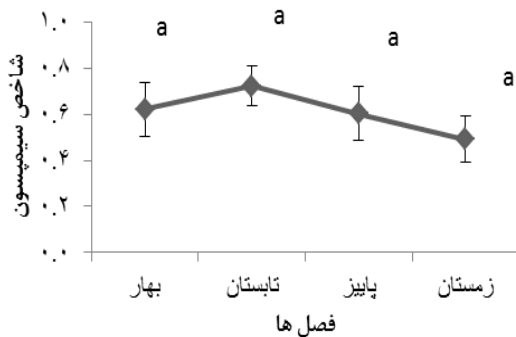 شاخص سیمپسون
۱.۰
۰.۸
۰.۶
۰.۴
۰.۲
۰.۰
a
a
a
a
بهار
تابستان
پاییز
زمستان
فصل ها